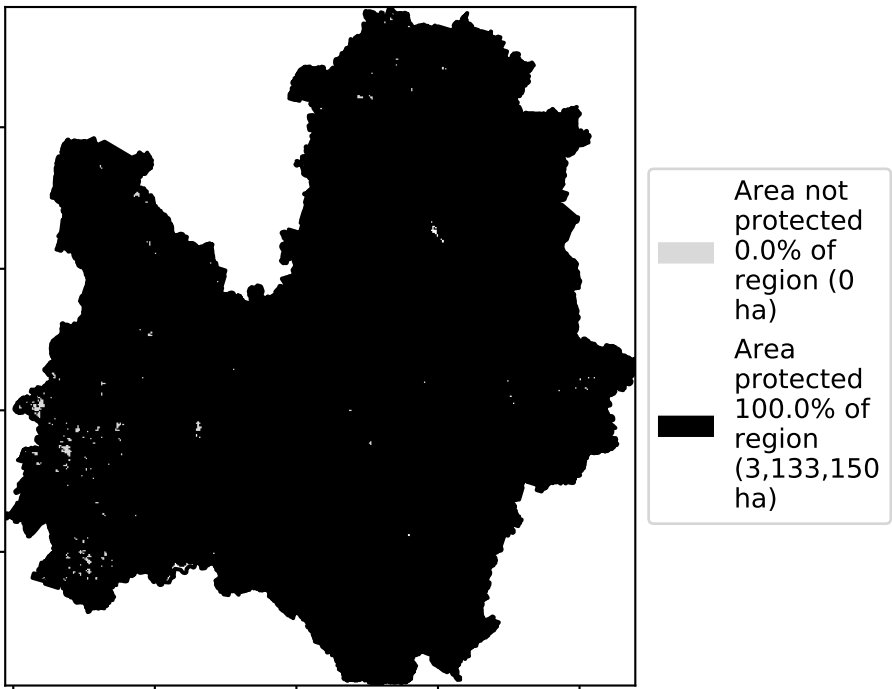 Area not
protected
0.0% of
region (0
ha)
Area
protected
100.0% of
region
(3,133,150
ha)